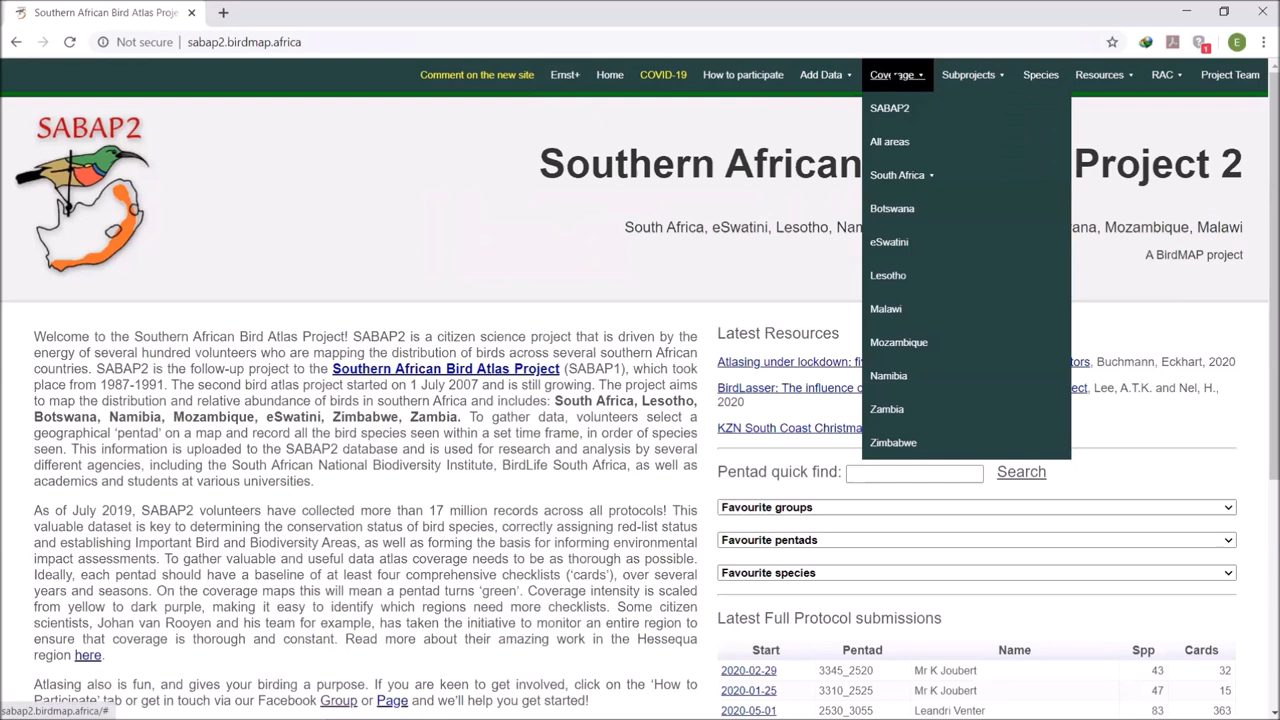 Southern African Bird Atlas Proje
Not secure sabap2.birdmap.africa
E
1
Comment on the new site Ernst+ Home COVID-19 How to participate Add Data Coverage Subprojects Species Resources RAC Project Team
SABAP2
All areas
South Africa
Botswana
eSwatini
Lesotho
Malawi
Mozambique
Namibia
Zambia
Zimbabwe
SABAP2
Southern African Project 2
South Africa, eSwatini, Lesotho, Nam ana, Mozambique, Malawi
A BirdMAP project
Welcome to the Southern African Bird Atlas Project! SABAP2 is a citizen science project that is driven by the
energy of several hundred volunteers who are mapping the distribution of birds across several southern African
countries. SABAP2 is the follow-up project to the Southern African Bird Atlas Project (SABAP1), which took
place from 1987-1991. The second bird atlas project started on 1 July 2007 and is still growing. The project aims
to map the distribution and relative abundance of birds in southern Africa and includes: South Africa, Lesotho,
Botswana, Namibia, Mozambique, eSwatini, Zimbabwe, Zambia. To gather data, volunteers select a
geographical 'pentad' on a map and record all the bird species seen within a set time frame, in order of species
seen. This information is uploaded to the SABAP2 database and is used for research and analysis by several
different agencies, including the South African National Biodiversity Institute, BirdLife South Africa, as well as
academics and students at various universities.
As of July 2019, SABAP2 volunteers have collected more than 17 million records across all protocols! This
valuable dataset is key to determining the conservation status of bird species, correctly assigning red-list status
and establishing Important Bird and Biodiversity Areas, as well as forming the basis for informing environmental
impact assessments. To gather valuable and useful data atlas coverage needs to be as thorough as possible.
Ideally, each pentad should have a baseline of at least four comprehensive checklists ('cards'), over several
years and seasons. On the coverage maps this will mean a pentad turns 'green'. Coverage intensity is scaled
from yellow to dark purple, making it easy to identify which regions need more checklists. Some citizen
scientists, Johan van Rooyen and his team for example, has taken the initiative to monitor an entire region to
ensure that coverage is thorough and constant. Read more about their amazing work in the Hessequa
region here.
Atlasing also is fun, and gives your birding a purpose. If you are keen to get involved, click on the 'How to
Participate' tab or get in touch via our Facebook Group or Page and we'll help you get started!
sabap2.birdmap.africa/#
Latest Resources
Atlasing under lockdown: fi tors, Buchmann, Eckhart, 2020
BirdLasser: The influence o ject, Lee, A.T.K. and Nel, H.,
2020
KZN South Coast Christma
Pentad quick find: Search
Favourite groups
Favourite pentads
Favourite species
Latest Full Protocol submissions
Start Pentad Name Spp Cards
2020-02-29 3345_2520 Mr K Joubert 43 32
2020-01-25 3310_2525 Mr K Joubert 47 15
2020-05-01 2530_3055 Leandri Venter 83 363